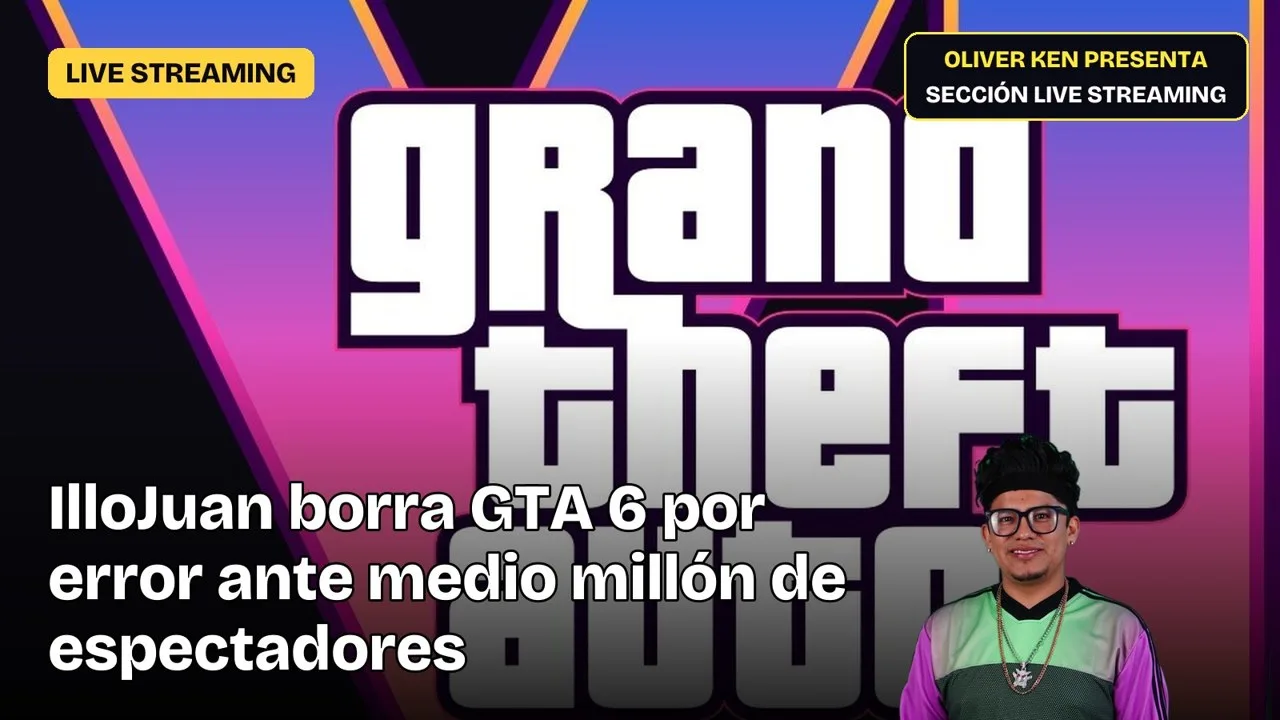 LIVE STREAMING
OLIVER KEN PRESENTA
SECCIÓN LIVE STREAMING
grand
theft
auto
IlloJuan borra GTA 6 por
error ante medio millón de
espectadores